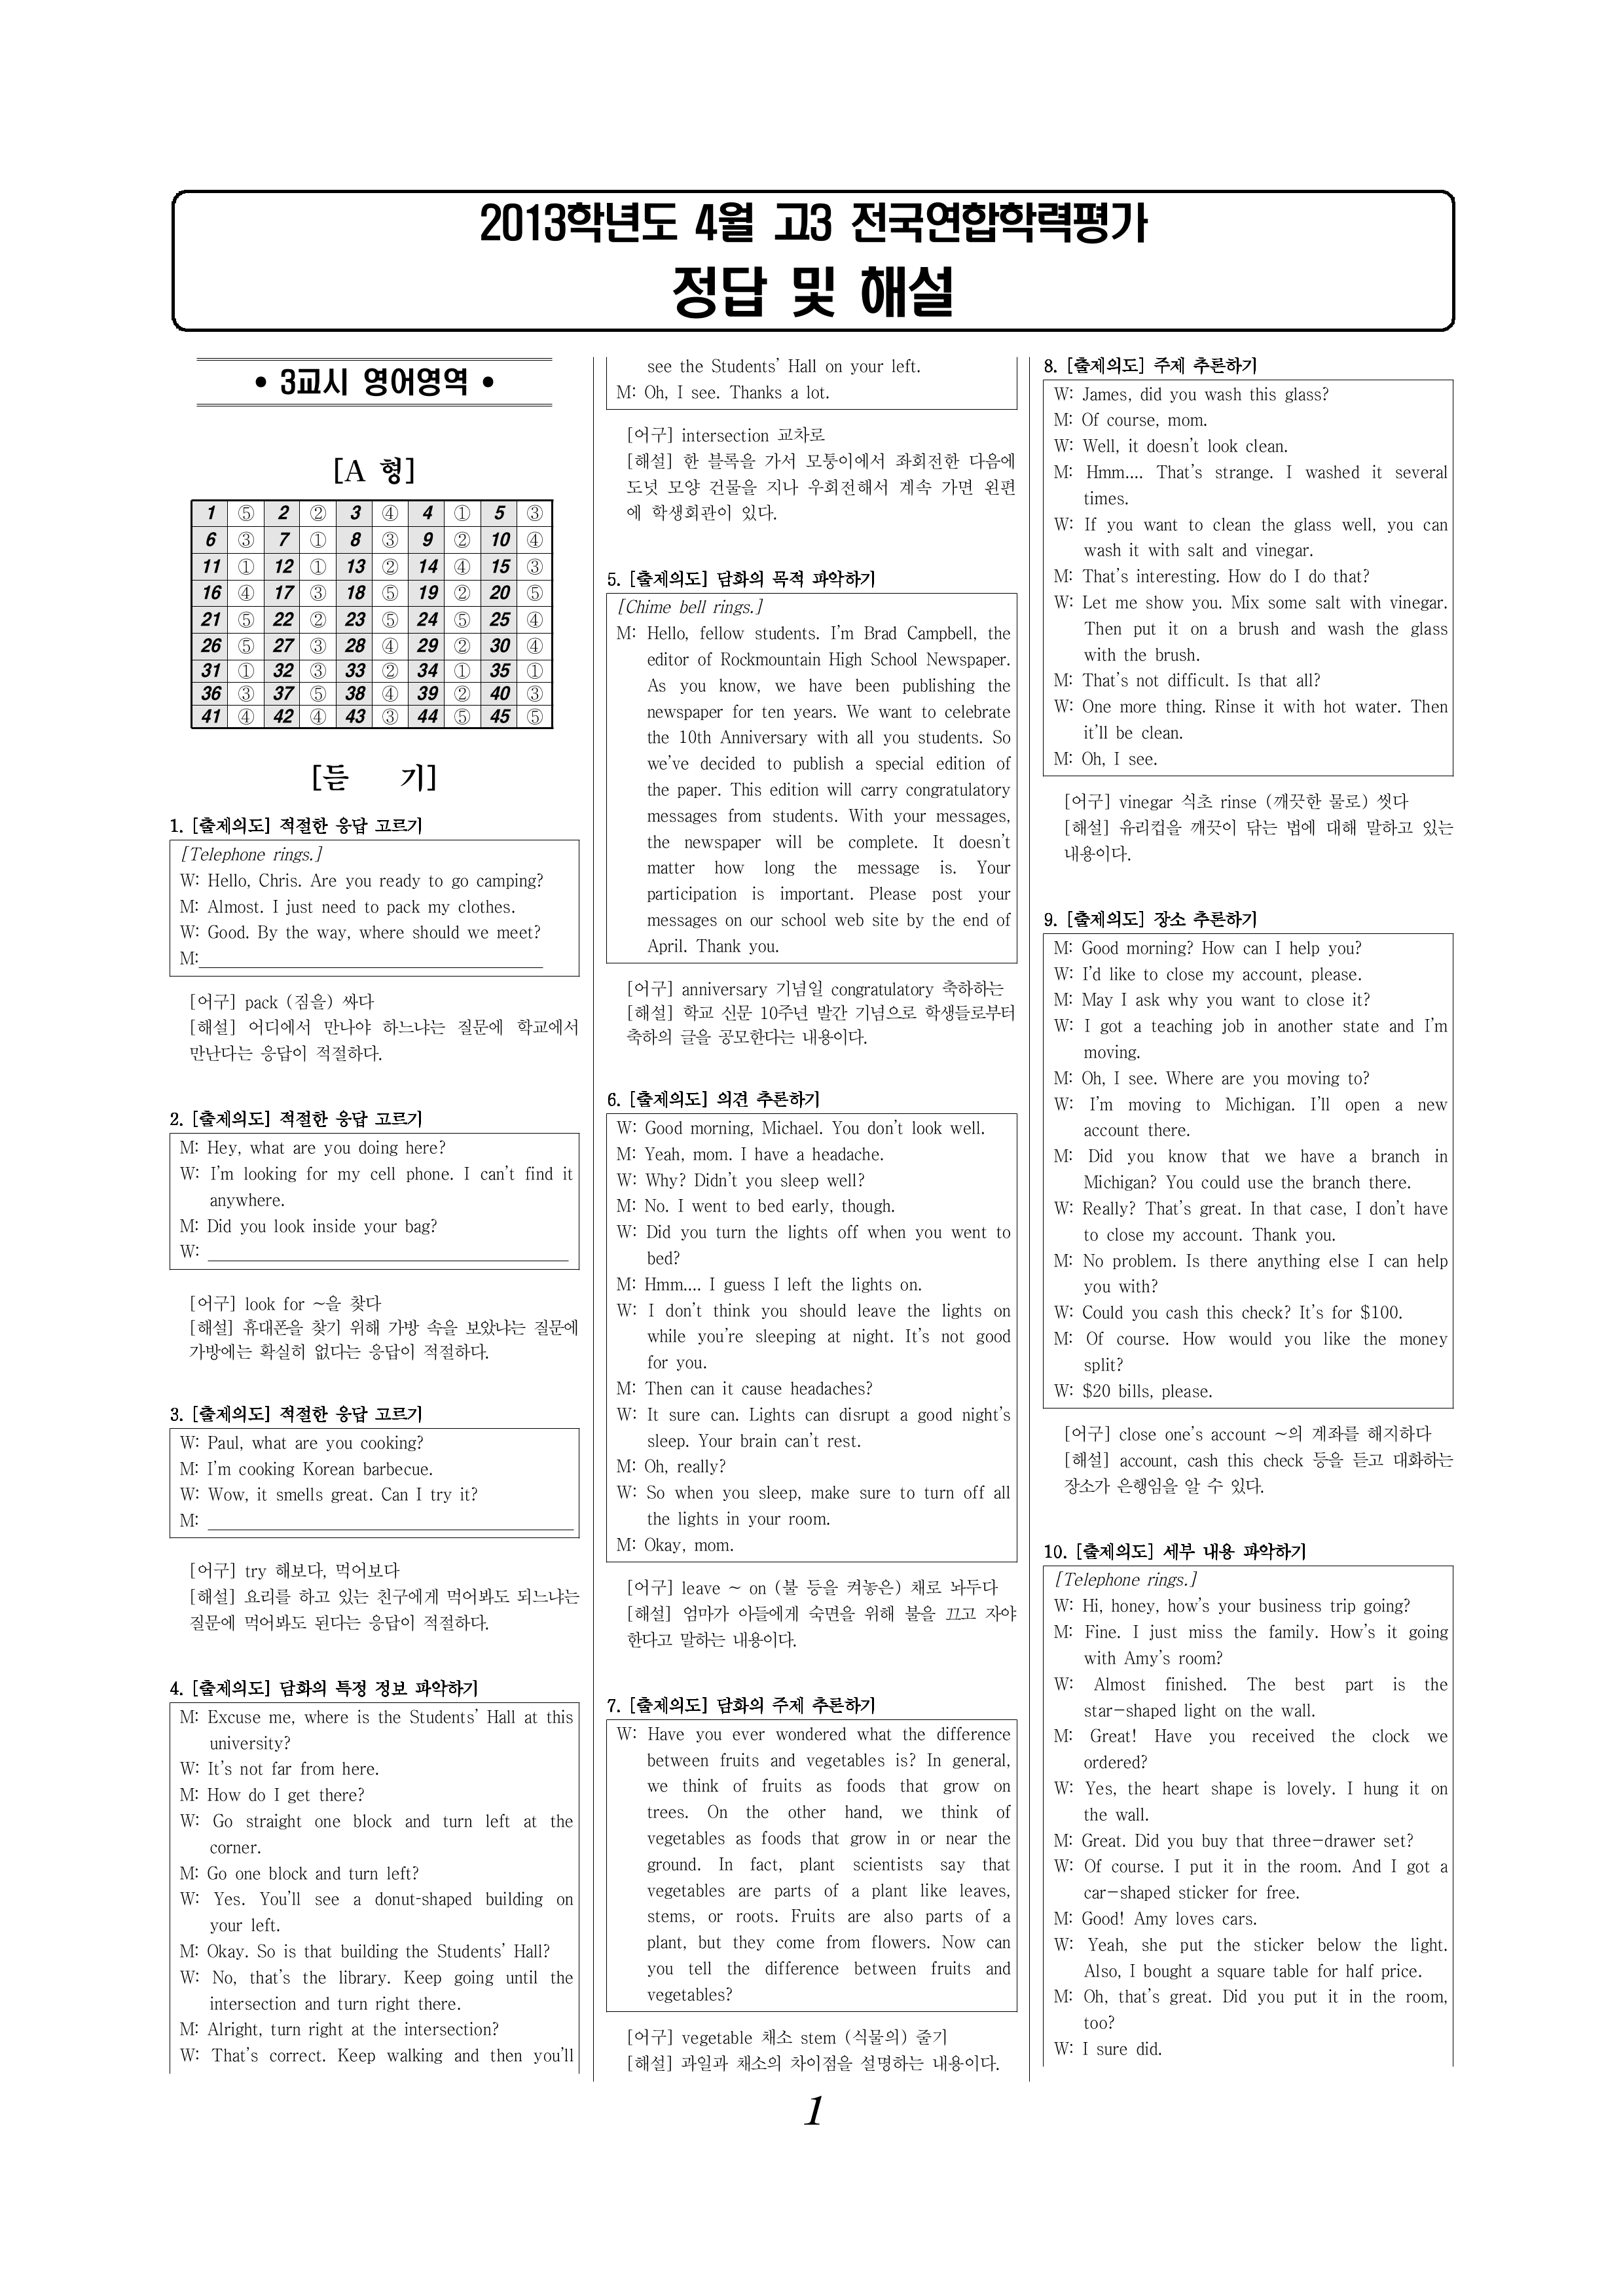 2013학년도 4월 고3 전국연합학력평가
정답 및 해설
• 3교시 영어영역 •
[A 형]
1 ⑤ 2 ② 3 ④ 4 ① 5 ③
6 ③ 7 ① 8 ③ 9 ② 10 ④
11 ① 12 ① 13 ② 14 ④ 15 ③
16 ④ 17 ③ 18 ⑤ 19 ② 20 ⑤
21 ⑤ 22 ② 23 ⑤ 24 ⑤ 25 ④
26 ⑤ 27 ③ 28 ④ 29 ② 30 ④
31 ① 32 ③ 33 ② 34 ① 35 ①
36 ③ 37 ⑤ 38 ④ 39 ② 40 ③
41 ④ 42 ④ 43 ③ 44 ⑤ 45 ⑤
[듣 기]
1. [출제의도] 적절한 응답 고르기
[Telephone rings.]
W: Hello, Chris. Are you ready to go camping?
M: Almost. I just need to pack my clothes.
W: Good. By the way, where should we meet?
M:
[어구] pack (짐을) 싸다
[해설] 어디에서 만나야 하느냐는 질문에 학교에서
만난다는 응답이 적절하다.
2. [출제의도] 적절한 응답 고르기
M: Hey, what are you doing here?
W: I'm looking for my cell phone. I can't find it
anywhere.
M: Did you look inside your bag?
W:
[어구] look for ~을 찾다
[해설] 휴대폰을 찾기 위해 가방 속을 보았냐는 질문에
가방에는 확실히 없다는 응답이 적절하다.
3. [출제의도] 적절한 응답 고르기
W: Paul, what are you cooking?
M: I'm cooking Korean barbecue.
W: Wow, it smells great. Can I try it?
M:
[어구] try 해보다, 먹어보다
[해설] 요리를 하고 있는 친구에게 먹어봐도 되느냐는
질문에 먹어봐도 된다는 응답이 적절하다.
4. [출제의도] 담화의 특정 정보 파악하기
M: Excuse me, where is the Students' Hall at this
university?
W: It's not far from here.
M: How do I get there?
W: Go straight one block and turn left at the
corner.
M: Go one block and turn left?
W: Yes. You'll see a donut-shaped building on
your left.
M: Okay. So is that building the Students' Hall?
W: No, that's the library. Keep going until the
intersection and turn right there.
M: Alright, turn right at the intersection?
W: That's correct. Keep walking and then you'll
see the Students' Hall on your left.
M: Oh, I see. Thanks a lot.
[어구] intersection 교차로
[해설] 한 블록을 가서 모퉁이에서 좌회전한 다음에
도넛 모양 건물을 지나 우회전해서 계속 가면 왼편
에 학생회관이 있다.
5. [출제의도] 담화의 목적 파악하기
[Chime bell rings.]
M: Hello, fellow students. I'm Brad Campbell, the
editor of Rockmountain High School Newspaper.
As you know, we have been publishing the
newspaper for ten years. We want to celebrate
the 10th Anniversary with all you students. So
we've decided to publish a special edition of
the paper. This edition will carry congratulatory
messages from students. With your messages,
the newspaper will be complete. It doesn't
matter how long the message is. Your
participation is important. Please post your
messages on our school web site by the end of
April. Thank you.
[어구] anniversary 기념일 congratulatory 축하하는
[해설] 학교 신문 10주년 발간 기념으로 학생들로부터
축하의 글을 공모한다는 내용이다.
6. [출제의도] 의견 추론하기
W: Good morning, Michael. You don't look well.
M: Yeah, mom. I have a headache.
W: Why? Didn't you sleep well?
M: No. I went to bed early, though.
W: Did you turn the lights off when you went to
bed?
M: Hmm.... I guess I left the lights on.
W: I don't think you should leave the lights on
while you're sleeping at night. It's not good
for you.
M: Then can it cause headaches?
W: It sure can. Lights can disrupt a good night's
sleep. Your brain can't rest.
M: Oh, really?
W: So when you sleep, make sure to turn off all
the lights in your room.
M: Okay, mom.
[어구] leave ~ on (불 등을 켜놓은) 채로 놔두다
[해설] 엄마가 아들에게 숙면을 위해 불을 끄고 자야
한다고 말하는 내용이다.
7. [출제의도] 담화의 주제 추론하기
W: Have you ever wondered what the difference
between fruits and vegetables is? In general,
we think of fruits as foods that grow on
trees. On the other hand, we think of
vegetables as foods that grow in or near the
ground. In fact, plant scientists say that
vegetables are parts of a plant like leaves,
stems, or roots. Fruits are also parts of a
plant, but they come from flowers. Now can
you tell the difference between fruits and
vegetables?
[어구] vegetable 채소 stem (식물의) 줄기
[해설] 과일과 채소의 차이점을 설명하는 내용이다.
8. [출제의도] 주제 추론하기
W: James, did you wash this glass?
M: Of course, mom.
W: Well, it doesn't look clean.
M: Hmm.... That's strange. I washed it several
times.
W: If you want to clean the glass well, you can
wash it with salt and vinegar.
M: That's interesting. How do I do that?
W: Let me show you. Mix some salt with vinegar.
Then put it on a brush and wash the glass
with the brush.
M: That's not difficult. Is that all?
W: One more thing. Rinse it with hot water. Then
it'll be clean.
M: Oh, I see.
[어구] vinegar 식초 rinse (깨끗한 물로) 씻다
[해설] 유리컵을 깨끗이 닦는 법에 대해 말하고 있는
내용이다.
9. [출제의도] 장소 추론하기
M: Good morning? How can I help you?
W: I'd like to close my account, please.
M: May I ask why you want to close it?
W: I got a teaching job in another state and I'm
moving.
M: Oh, I see. Where are you moving to?
W: I'm moving to Michigan. I'll open a new
account there.
M: Did you know that we have a branch in
Michigan? You could use the branch there.
W: Really? That's great. In that case, I don't have
to close my account. Thank you.
M: No problem. Is there anything else I can help
you with?
W: Could you cash this check? It's for $100.
M: Of course. How would you like the money
split?
W: $20 bills, please.
[어구] close one's account ~의 계좌를 해지하다
[해설] account, cash this check 등을 듣고 대화하는
장소가 은행임을 알 수 있다.
10. [출제의도] 세부 내용 파악하기
[Telephone rings.]
W: Hi, honey, how's your business trip going?
M: Fine. I just miss the family. How's it going
with Amy's room?
W: Almost finished. The best part is the
star-shaped light on the wall.
M: Great! Have you received the clock we
ordered?
W: Yes, the heart shape is lovely. I hung it on
the wall.
M: Great. Did you buy that three-drawer set?
W: Of course. I put it in the room. And I got a
car-shaped sticker for free.
M: Good! Amy loves cars.
W: Yeah, she put the sticker below the light.
Also, I bought a square table for half price.
M: Oh, that's great. Did you put it in the room,
too?
W: I sure did.
1